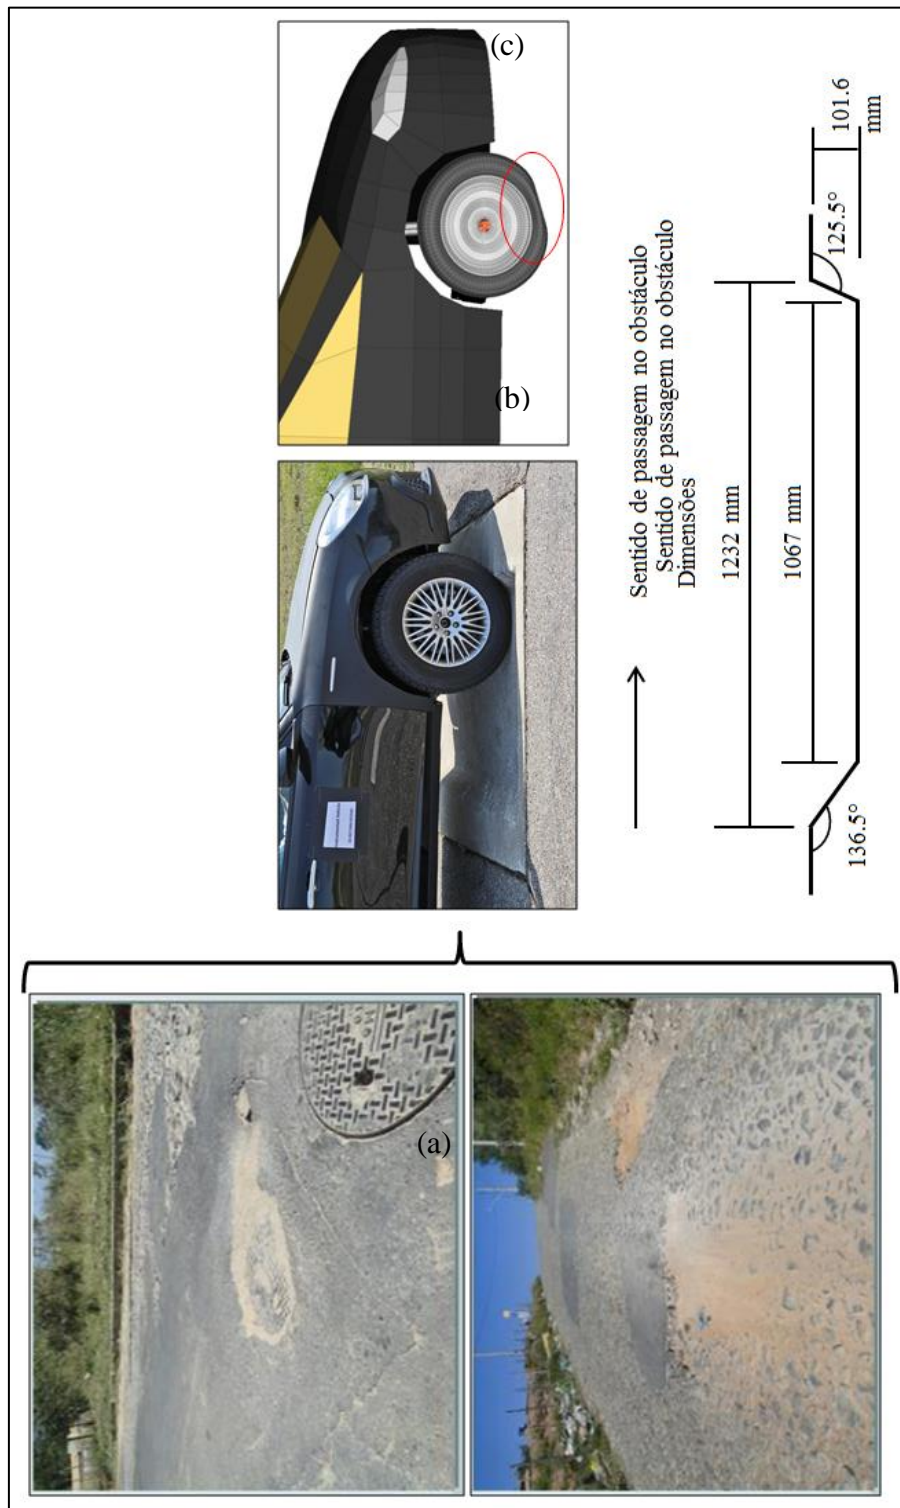 (a)
(b)
(c)
Sentido de passagem no obstáculo
Sentido de passagem no obstáculo
Dimensões
1232 mm
1067 mm
136.5°
125.5°
101.6
mm